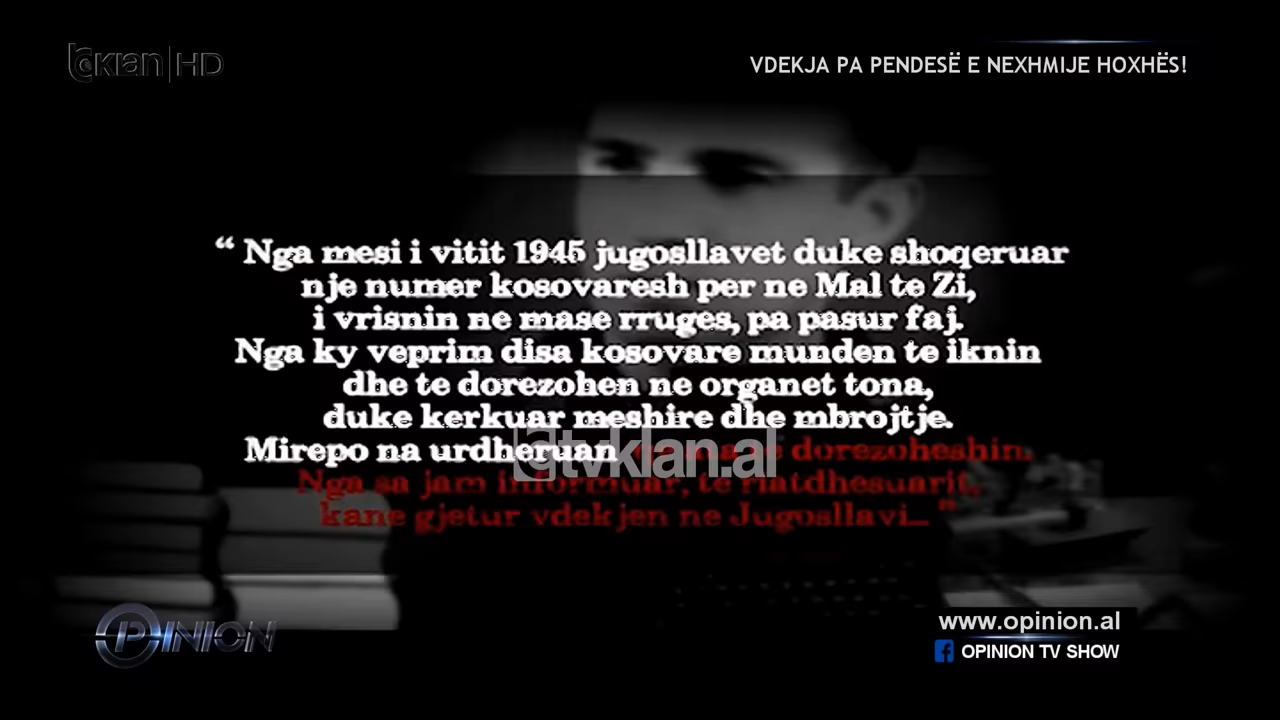 klan HD
VDEKJA PA PENDESË E NEXHMIJE HOXHËS!
“ Nga mesi i vitit 1945 jugosllavet duke shoqeruar
nje numer kosovaresh per ne Mal te Zi,
i vrisnin ne mase rruges, pa pasur faj.
Nga ky veprim disa kosovare munden te iknin
dhe te dorezohen ne organet tona,
duke kerkuar meshire dhe mbrojtje.
Mirepo na urdheruan dorezoheshin.
tvklan.al
Nga sa jam informuar, te riatdhesuarit,
kane gjetur vdekjen ne Jugosllavi... ”
OPINION
www.opinion.al
OPINION TV SHOW